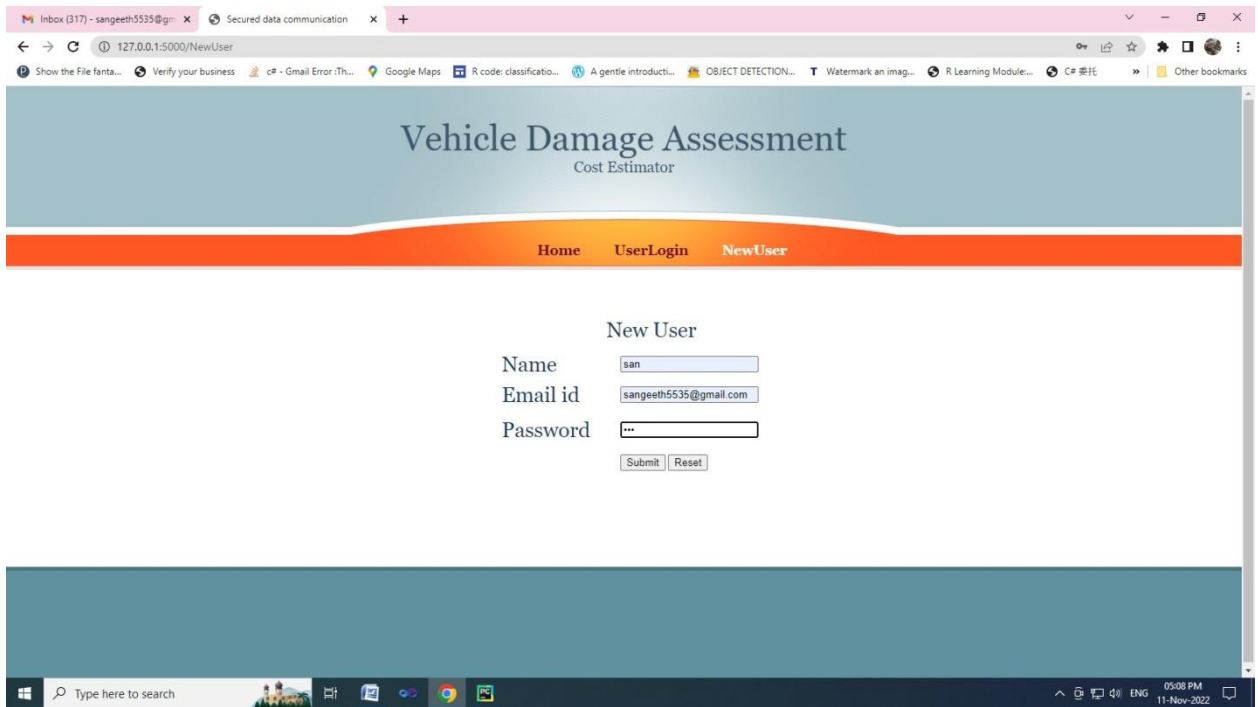 Inbox (317) - sangeeth5535@gm
Secured data communication
127.0.0.1:5000/NewUser
Show the File fanta... Verify your business c# - Gmail Error :Th... Google Maps R code: classificatio... A gentle introducti... OBJECT DETECTION... Watermark an imag... R Learning Module:... C# 委托 » Other bookmarks
Vehicle Damage Assessment
Cost Estimator
Home UserLogin NewUser
New User
Name san
Email id sangeeth5535@gmail.com
Password •••
Submit Reset
Type here to search
ENG 05:08 PM
11-Nov-2022